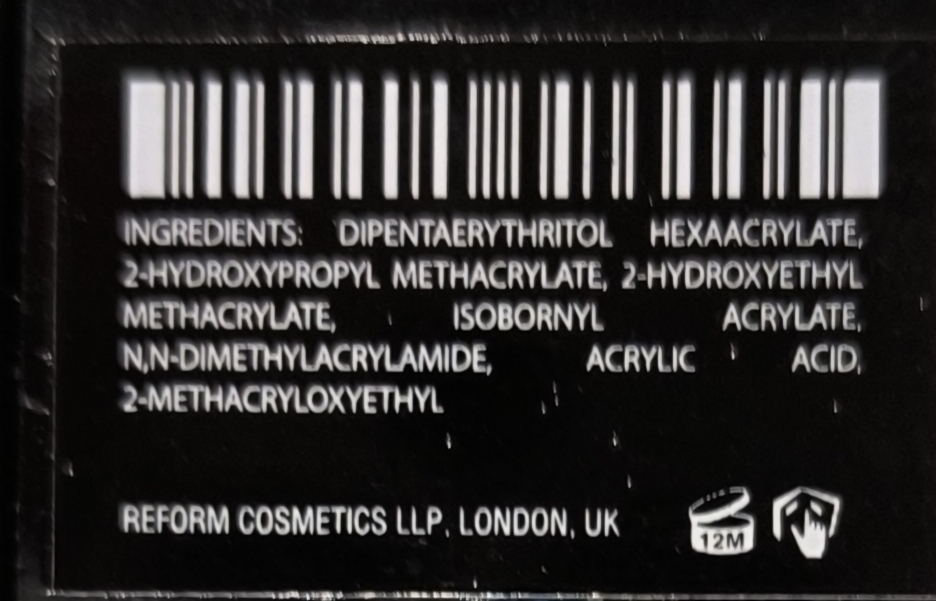 INGREDIENTS: DIPENTAERYTHRITOL HEXAACRYLATE,
2-HYDROXYPROPYL METHACRYLATE, 2-HYDROXYETHYL
METHACRYLATE, ISOBORNYL ACRYLATE,
N,N-DIMETHYLACRYLAMIDE, ACRYLIC ACID,
2-METHACRYLOXYETHYL
REFORM COSMETICS LLP, LONDON, UK
12M